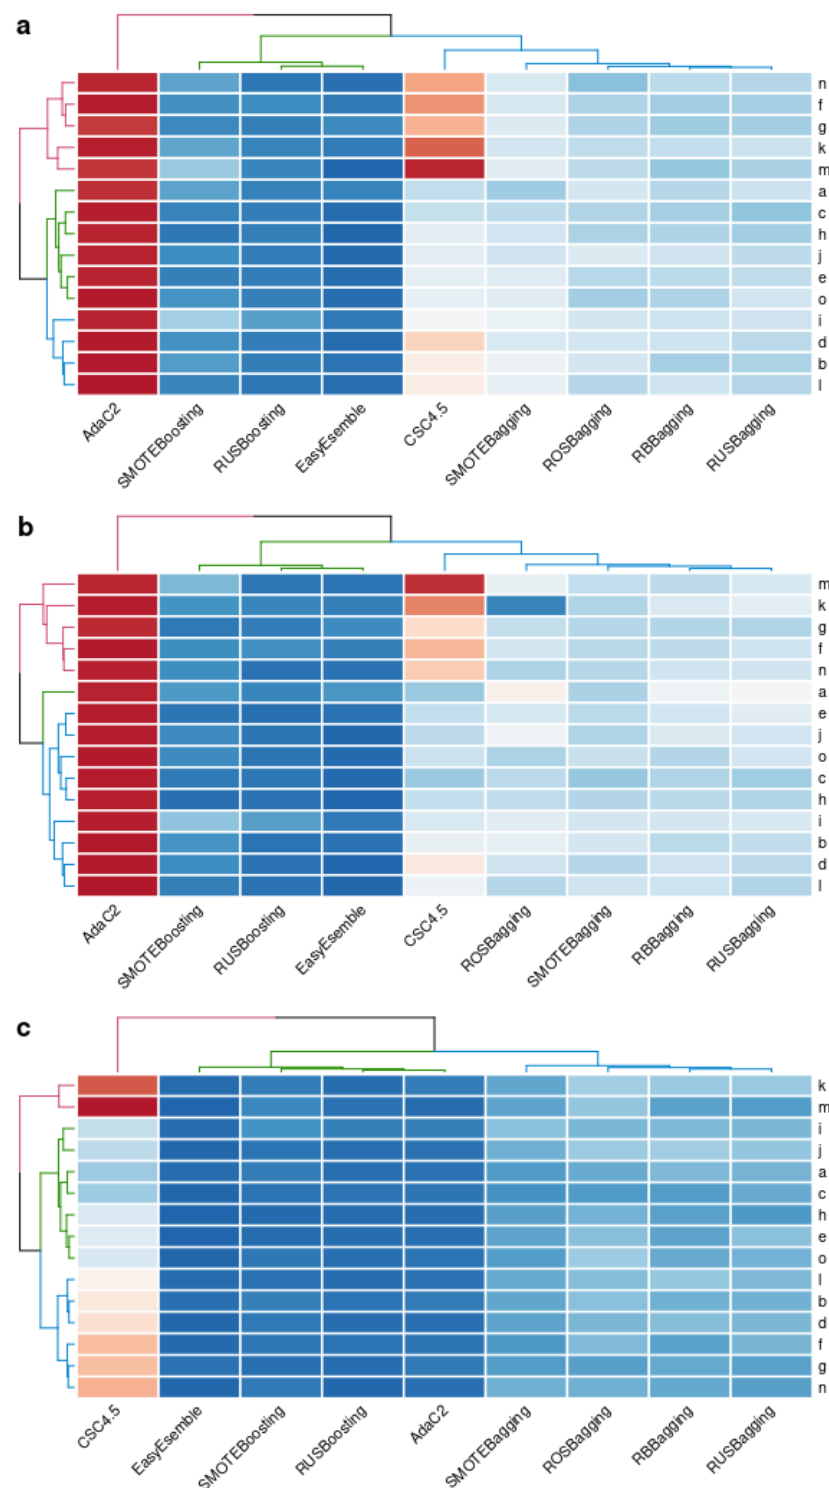 a
n
f
g
k
m
a
c
h
j
e
o
i
d
b
l
AdaC2
SMOTEBoosting
RUSBoosting
EasyEsemble
CSC4.5
SMOTEBagging
ROSBagging
RBBagging
RUSBagging
b
m
k
g
f
n
a
e
j
o
c
h
i
b
d
l
AdaC2
SMOTEBoosting
RUSBoosting
EasyEsemble
CSC4.5
ROSBagging
SMOTEBagging
RBBagging
RUSBagging
c
k
m
i
j
a
c
h
e
o
l
b
d
f
g
n
CSC4.5
EasyEsemble
SMOTEBoosting
RUSBoosting
AdaC2
SMOTEBagging
ROSBagging
RBBagging
RUSBagging